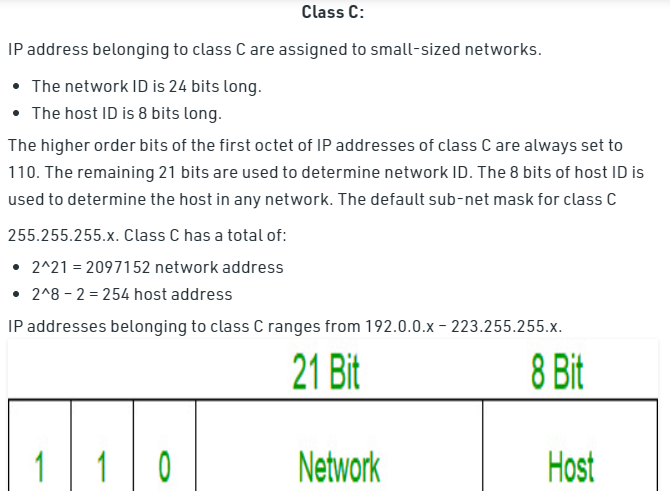 Class C:
IP address belonging to class C are assigned to small-sized networks.
• The network ID is 24 bits long.
• The host ID is 8 bits long.
The higher order bits of the first octet of IP addresses of class C are always set to
110. The remaining 21 bits are used to determine network ID. The 8 bits of host ID is
used to determine the host in any network. The default sub-net mask for class C
255.255.255.x. Class C has a total of:
• 2^21 = 2097152 network address
• 2^8 – 2 = 254 host address
IP addresses belonging to class C ranges from 192.0.0.x – 223.255.255.x.
21 Bit 8 Bit
1 1 0 Network Host